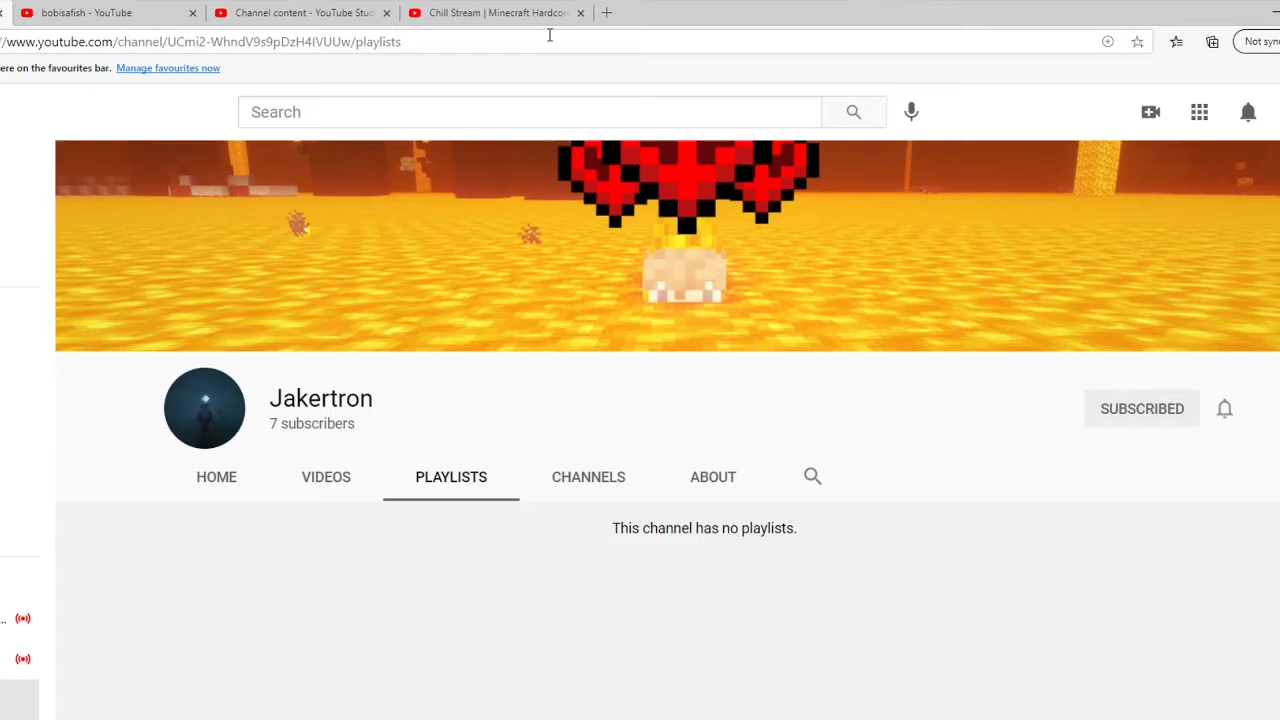 bobisafish - YouTube
Channel content - YouTube Stud
Chill Stream | Minecraft Hardcor
/www.youtube.com/channel/UCmi2-WhndV9s9pDzH4IVUUw/playlists
Not sync
ere on the favourites bar. Manage favourites now
Search
Jakertron
7 subscribers
SUBSCRIBED
HOME VIDEOS PLAYLISTS CHANNELS ABOUT
This channel has no playlists.
...